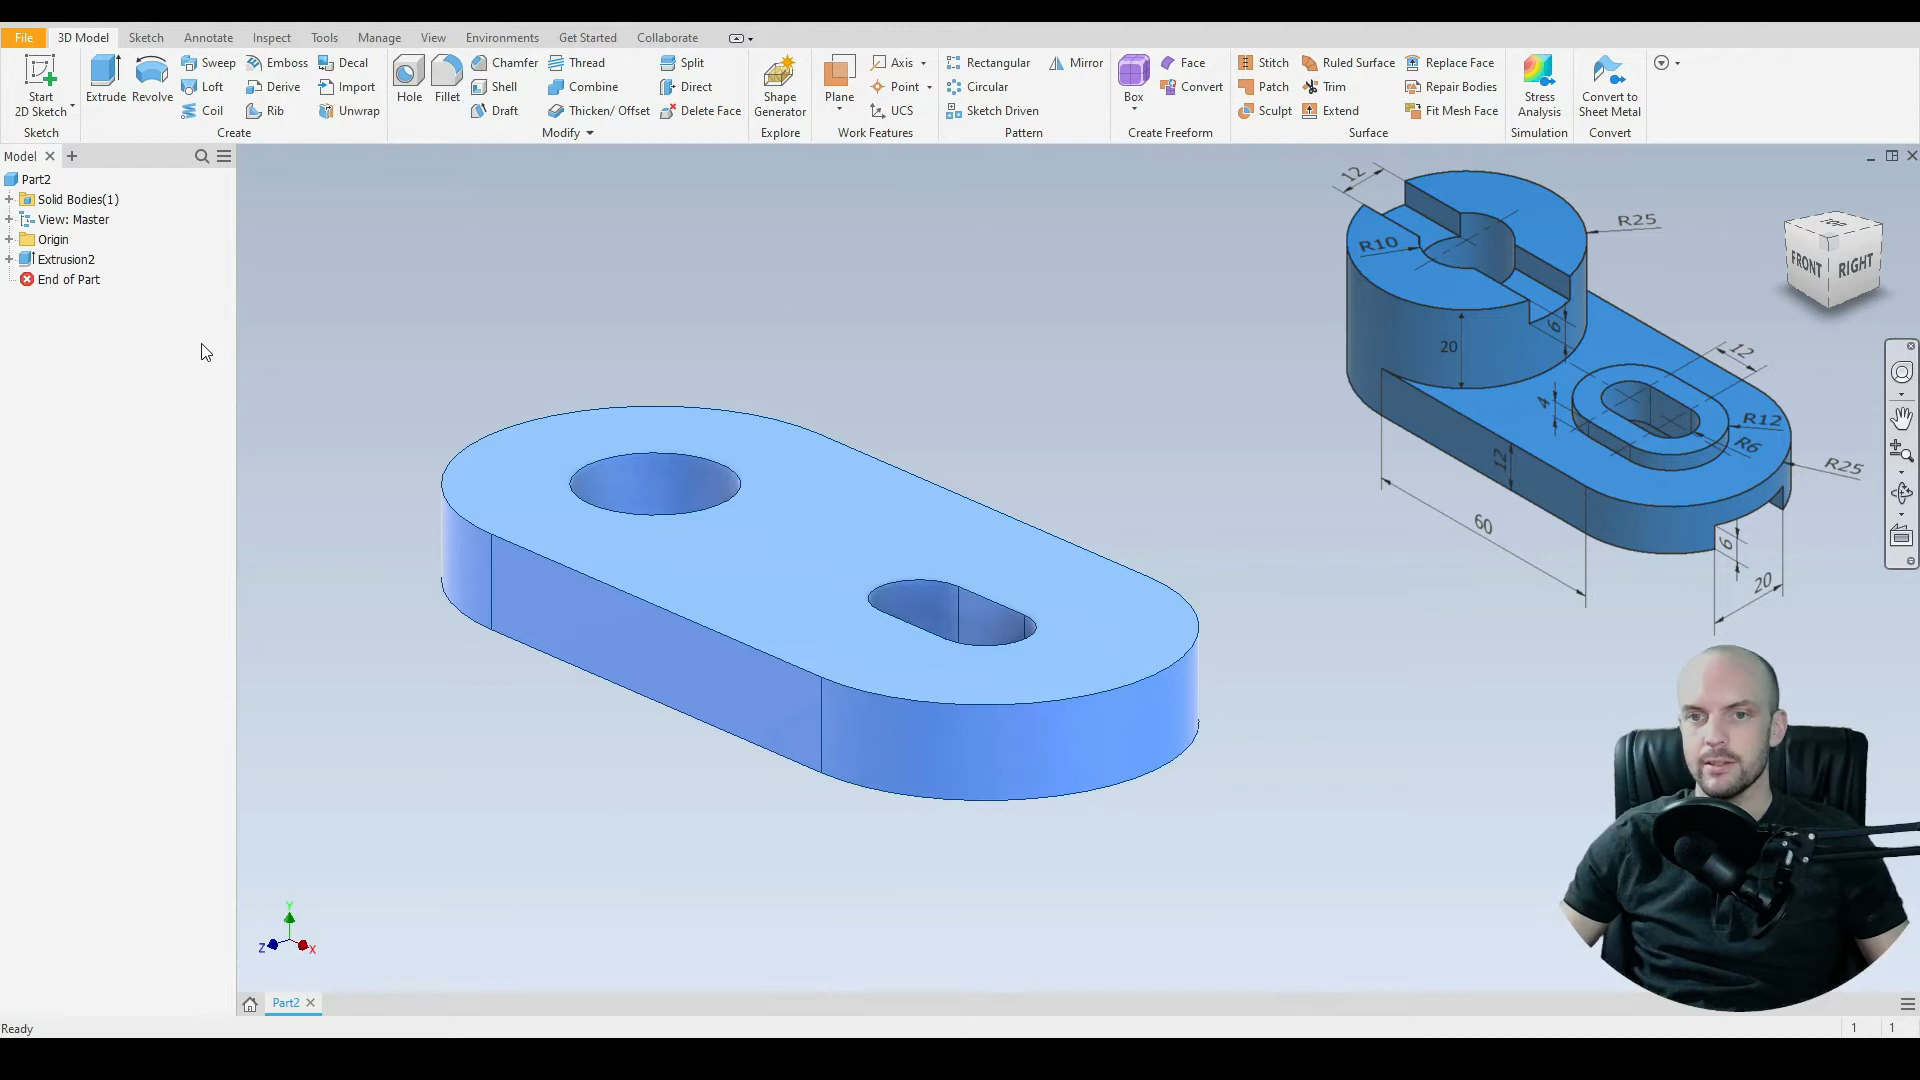 File 3D Model Sketch Annotate Inspect Tools Manage View Environments Get Started Collaborate
Start
2D Sketch
Sketch
Extrude
Revolve
Sweep
Emboss
Decal
Loft
Derive
Import
Coil
Rib
Unwrap
Create
Hole
Fillet
Chamfer
Thread
Split
Shell
Combine
Direct
Draft
Thicken/ Offset
Delete Face
Modify
Shape
Generator
Explore
Plane
Axis
Point
UCS
Work Features
Rectangular
Mirror
Circular
Sketch Driven
Pattern
Box
Face
Convert
Create Freeform
Stitch
Ruled Surface
Replace Face
Patch
Trim
Repair Bodies
Sculpt
Extend
Fit Mesh Face
Surface
Stress
Analysis
Simulation
Convert to
Sheet Metal
Convert
Model
Part2
Solid Bodies(1)
View: Master
Origin
Extrusion2
End of Part
12
R25
R10
20
6
12
4
R12
R6
R25
12
60
6
20
TOP
FRONT
RIGHT
Y
Z
X
Part2
Ready
1 1